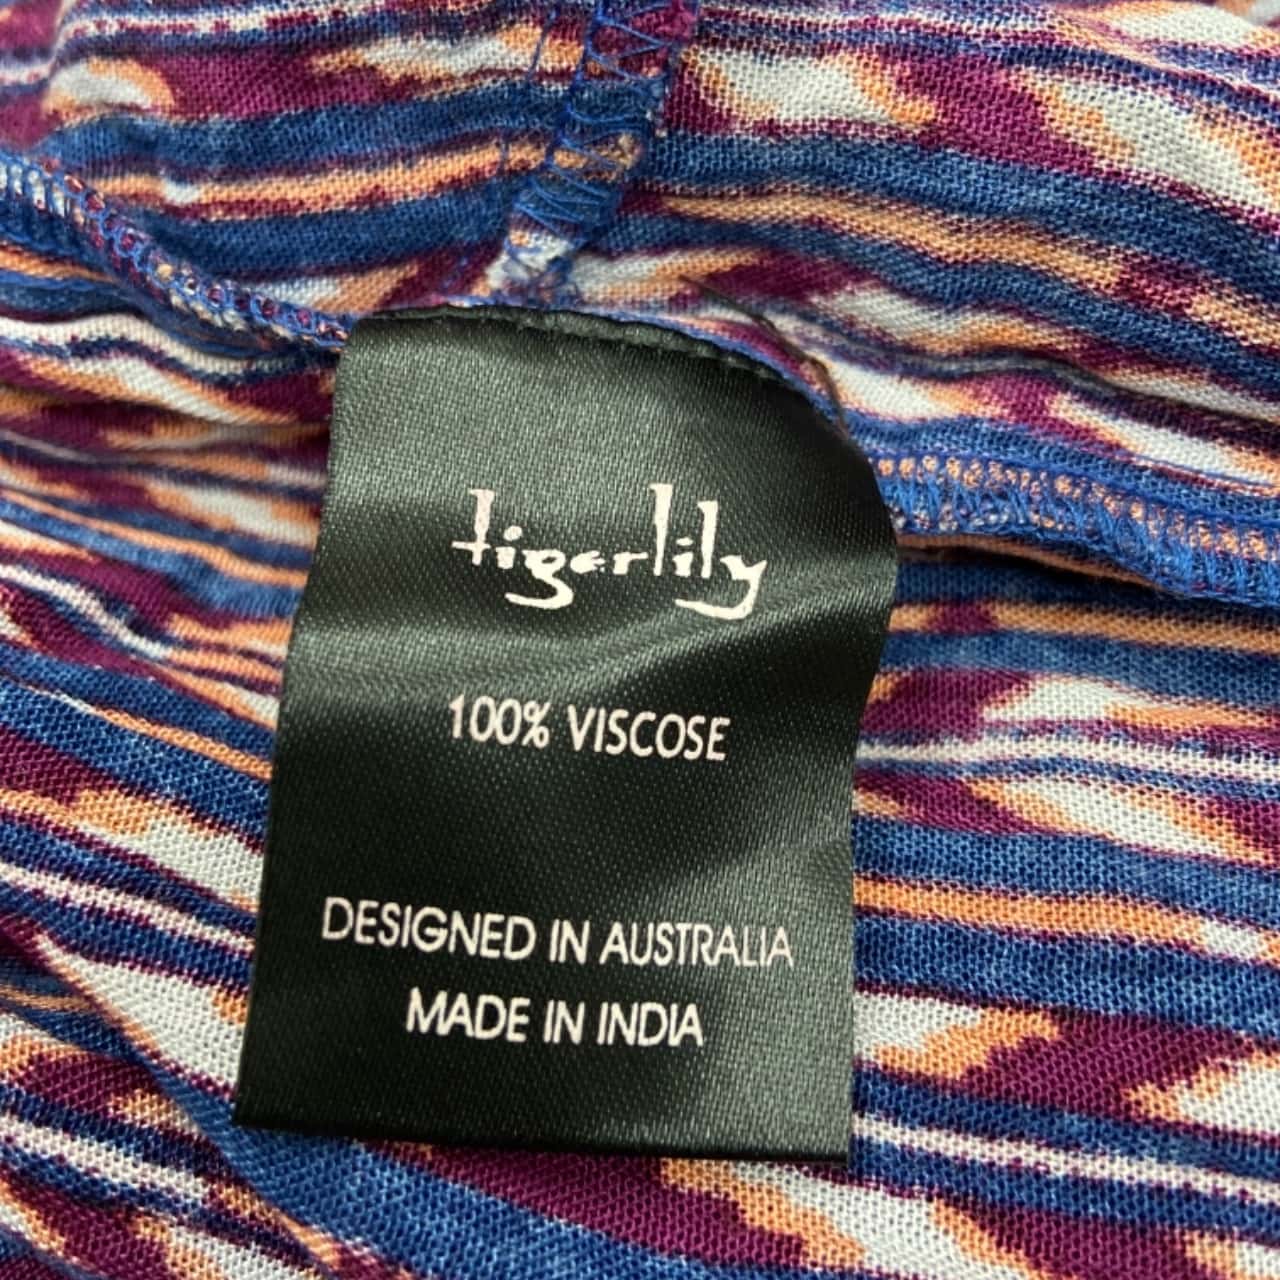 tigerlily
100% VISCOSE
DESIGNED IN AUSTRALIA
MADE IN INDIA